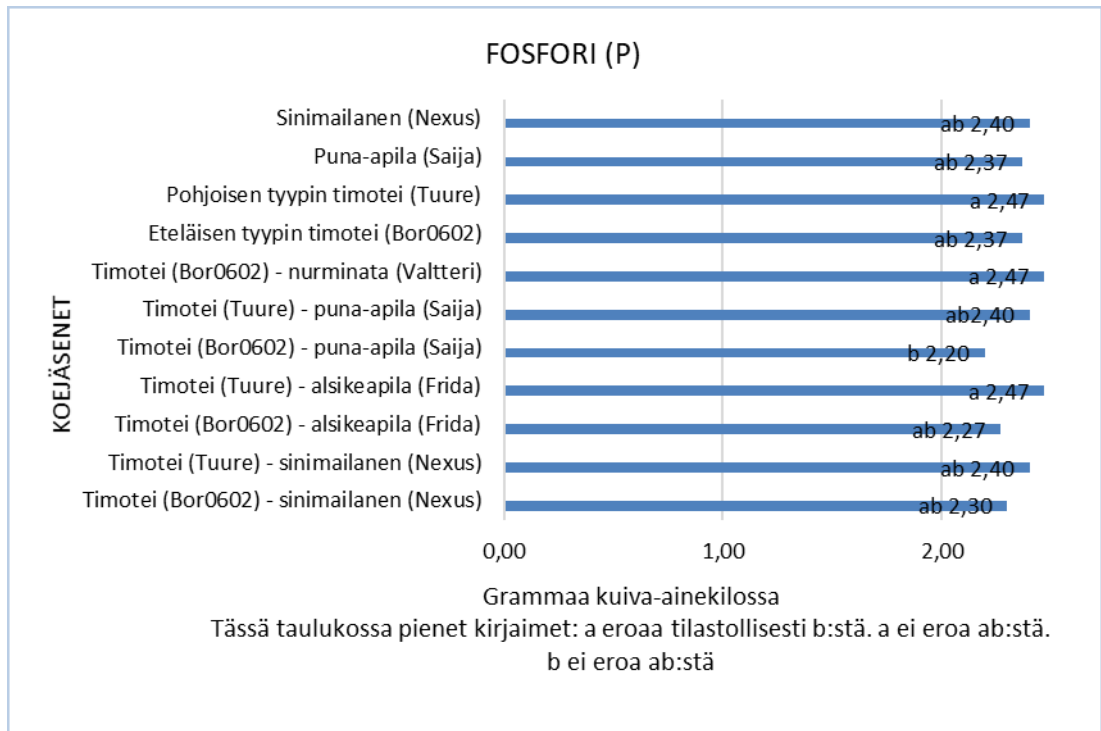 FOSFORI (P)
KOEJÄSENET
Sinimailanen (Nexus) ab 2,40
Puna-apila (Saija) ab 2,37
Pohjoisen tyypin timotei (Tuure) a 2,47
Eteläisen tyypin timotei (Bor0602) ab 2,37
Timotei (Bor0602) - nurminata (Valtteri) a 2,47
Timotei (Tuure) - puna-apila (Saija) ab2,40
Timotei (Bor0602) - puna-apila (Saija) b 2,20
Timotei (Tuure) - alsikeapila (Frida) a 2,47
Timotei (Bor0602) - alsikeapila (Frida) ab 2,27
Timotei (Tuure) - sinimailanen (Nexus) ab 2,40
Timotei (Bor0602) - sinimailanen (Nexus) ab 2,30
0,00 1,00 2,00
Grammaa kuiva-ainekilossa
Tässä taulukossa pienet kirjaimet: a eroaa tilastollisesti b:stä. a ei eroa ab:stä.
b ei eroa ab:stä